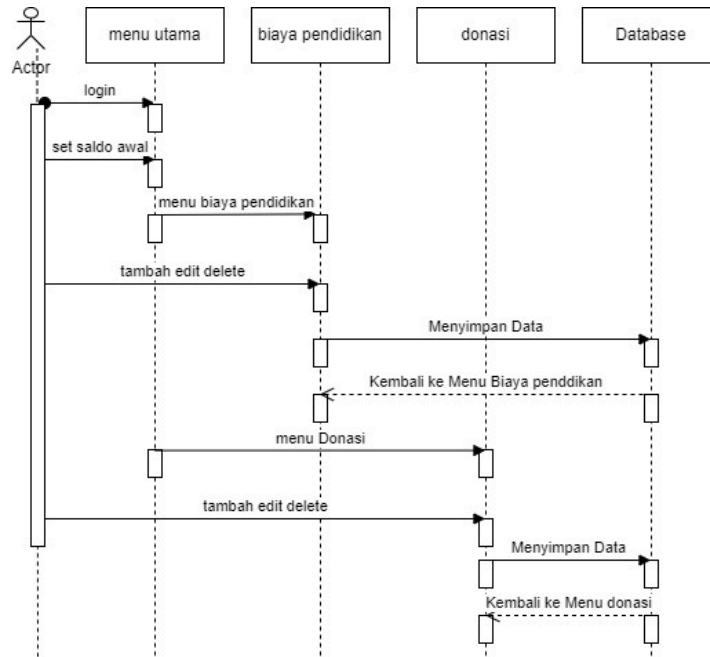 menu utama
biaya pendidikan
donasi
Database
Actor
login
set saldo awal
menu biaya pendidikan
tambah edit delete
Menyimpan Data
Kembali ke Menu Biaya penddikan
menu Donasi
tambah edit delete
Menyimpan Data
Kembali ke Menu donasi